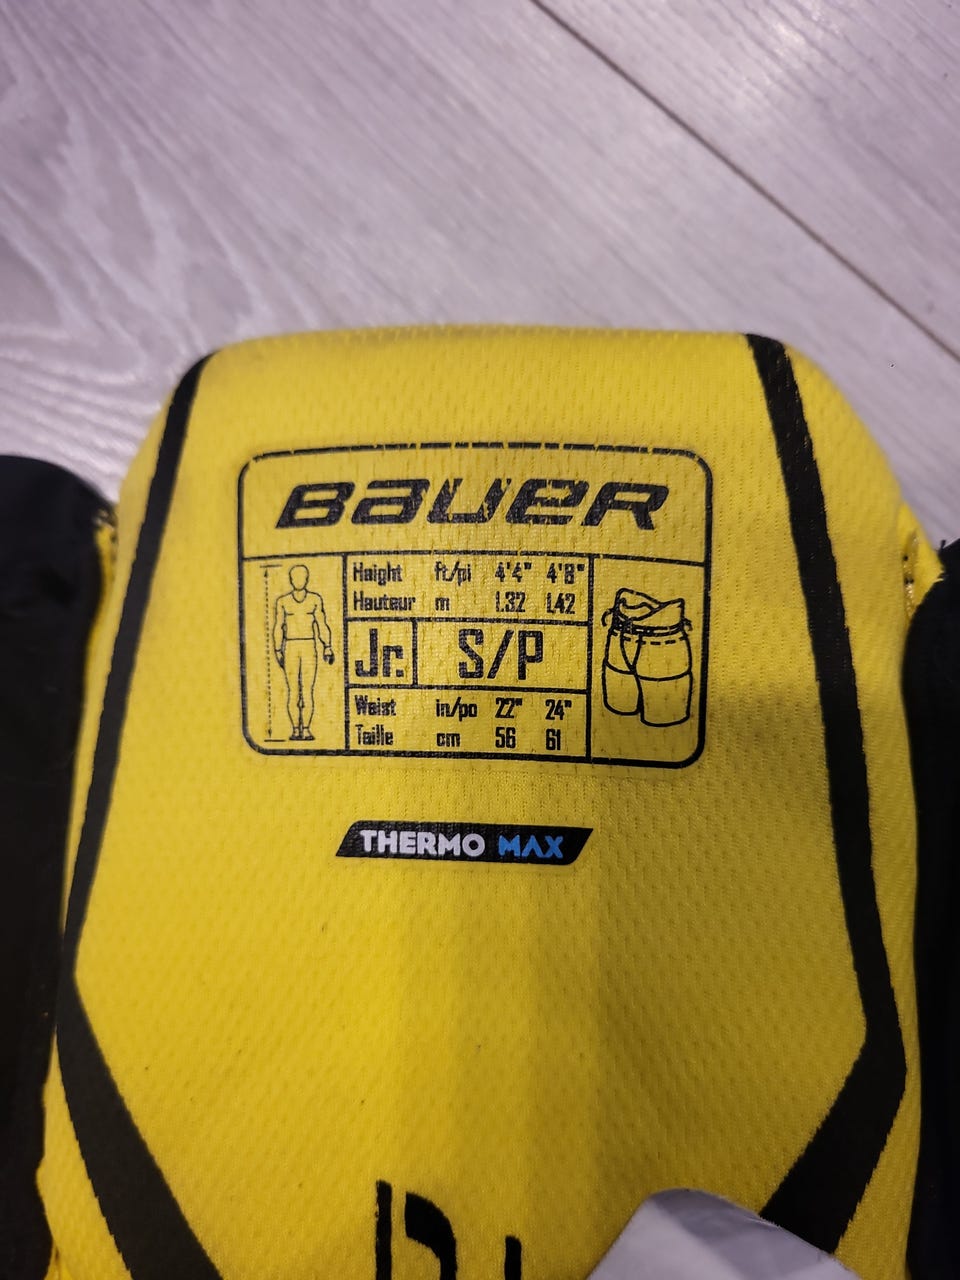 BAUER
Height ft/pi 4'4" 4'8"
Hauteur m 1.32 1.42
Jr. S/P
Waist in/po 22" 24"
Taille cm 56 61
THERMO MAX